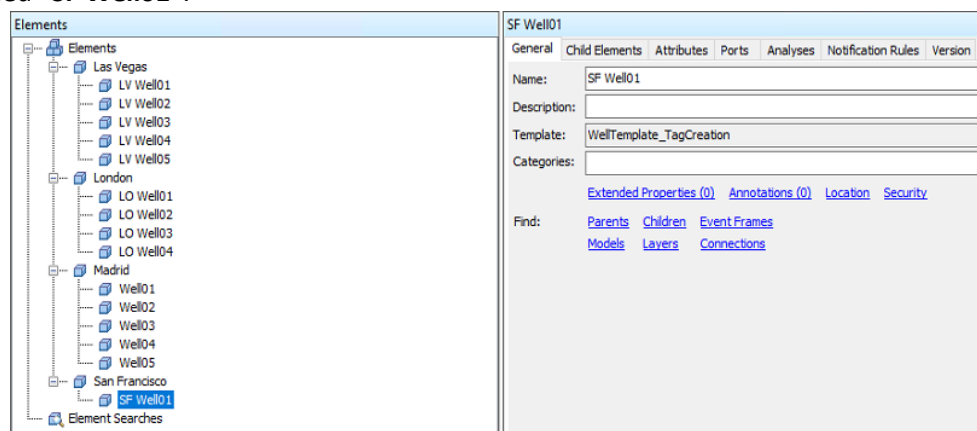 SF Well01
Elements
Elements
Las Vegas
LV Well01
LV Well02
LV Well03
LV Well04
LV Well05
London
LO Well01
LO Well02
LO Well03
LO Well04
Madrid
Well01
Well02
Well03
Well04
Well05
San Francisco
SF Well01
Element Searches
SF Well01
General Child Elements Attributes Ports Analyses Notification Rules Version
Name: SF Well01
Description:
Template: WellTemplate_TagCreation
Categories:
Extended Properties (0) Annotations (0) Location Security
Find: Parents Children Event Frames
Models Layers Connections